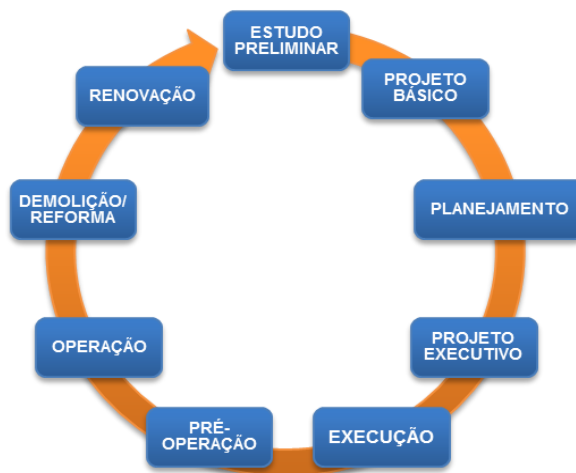 ESTUDO
PRELIMINAR
PROJETO
BÁSICO
PLANEJAMENTO
PROJETO
EXECUTIVO
EXECUÇÃO
PRÉ-
OPERAÇÃO
OPERAÇÃO
DEMOLIÇÃO/
REFORMA
RENOVAÇÃO